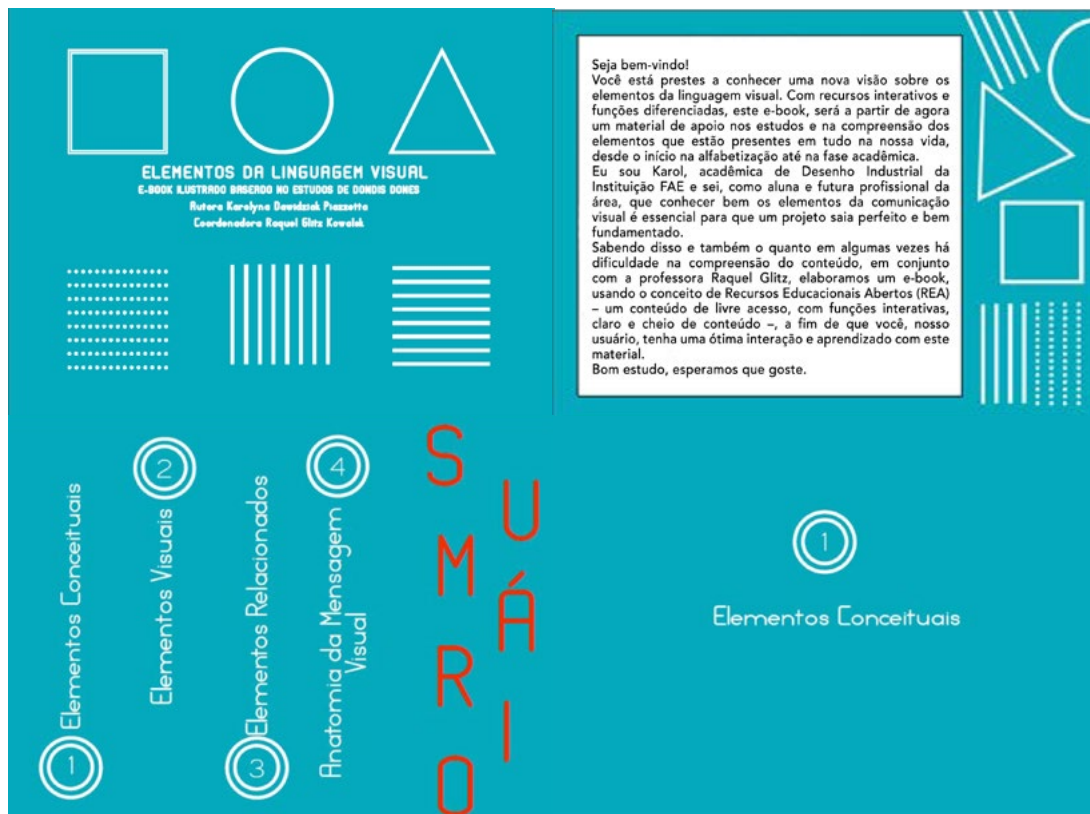 ELEMENTOS DA LINGUAGEM VISUAL
E-BOOK ILUSTRADO BASEADO NO ESTUDOS DE DONDIS DONES
Autora Karolyna Dawidziak Piazzetta
Coordenadora Raquel Glitz Kowalek
Seja bem-vindo!
Você está prestes a conhecer uma nova visão sobre os
elementos da linguagem visual. Com recursos interativos e
funções diferenciadas, este e-book, será a partir de agora
um material de apoio nos estudos e na compreensão dos
elementos que estão presentes em tudo na nossa vida,
desde o início na alfabetização até na fase acadêmica.
Eu sou Karol, acadêmica de Desenho Industrial da
Instituição FAE e sei, como aluna e futura profissional da
área, que conhecer bem os elementos da comunicação
visual é essencial para que um projeto saia perfeito e bem
fundamentado.
Sabendo disso e também o quanto em algumas vezes há
dificuldade na compreensão do conteúdo, em conjunto
com a professora Raquel Glitz, elaboramos um e-book,
usando o conceito de Recursos Educacionais Abertos (REA)
– um conteúdo de livre acesso, com funções interativas,
claro e cheio de conteúdo –, a fim de que você, nosso
usuário, tenha uma ótima interação e aprendizado com este
material.
Bom estudo, esperamos que goste.
1 Elementos Conceituais
2 Elementos Visuais
3 Elementos Relacionados
4 Anatomia da Mensagem
Visual
SUMÁRIO
1
Elementos Conceituais